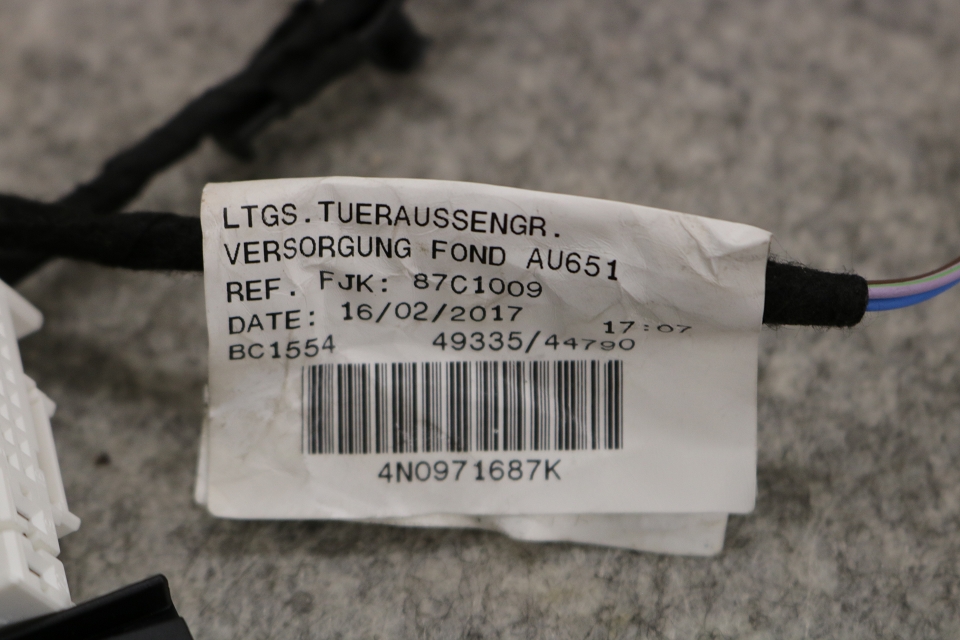 LTGS.TUERAUSSENGR.
VERSORGUNG FOND AU651
REF. FJK: 87C1009
DATE: 16/02/2017 17:07
BC1554 49335/44790
4N0971687K